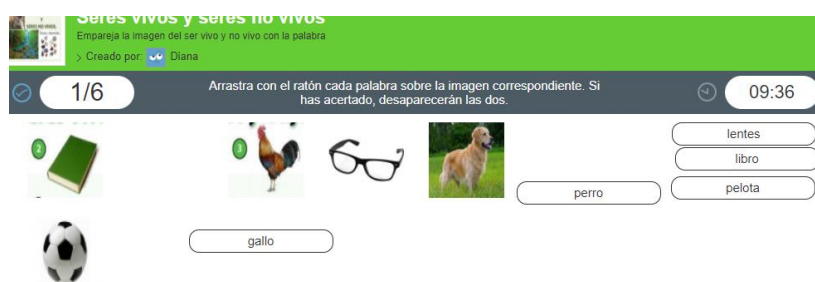 Seres vivos y seres no vivos
Empareja la imagen del ser vivo y no vivo con la palabra
> Creado por: Diana
1/6
Arrastra con el ratón cada palabra sobre la imagen correspondiente. Si
has acertado, desaparecerán las dos.
09:36
2
3
lentes
libro
perro
pelota
gallo